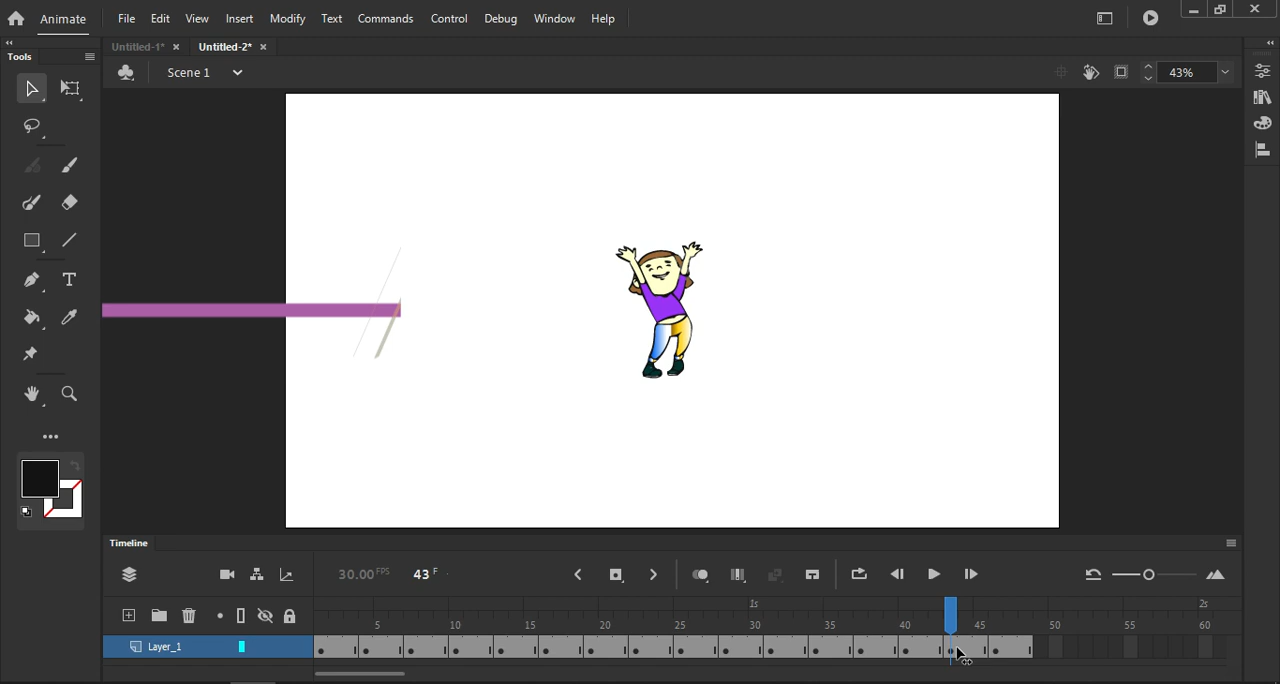 Animate File Edit View Insert Modify Text Commands Control Debug Window Help
Tools Untitled-1* × Untitled-2* ×
Scene 1 43%
T
Timeline
30.00 FPS 43 F
1s 2s
5 10 15 20 25 30 35 40 45 50 55 60
Layer_1